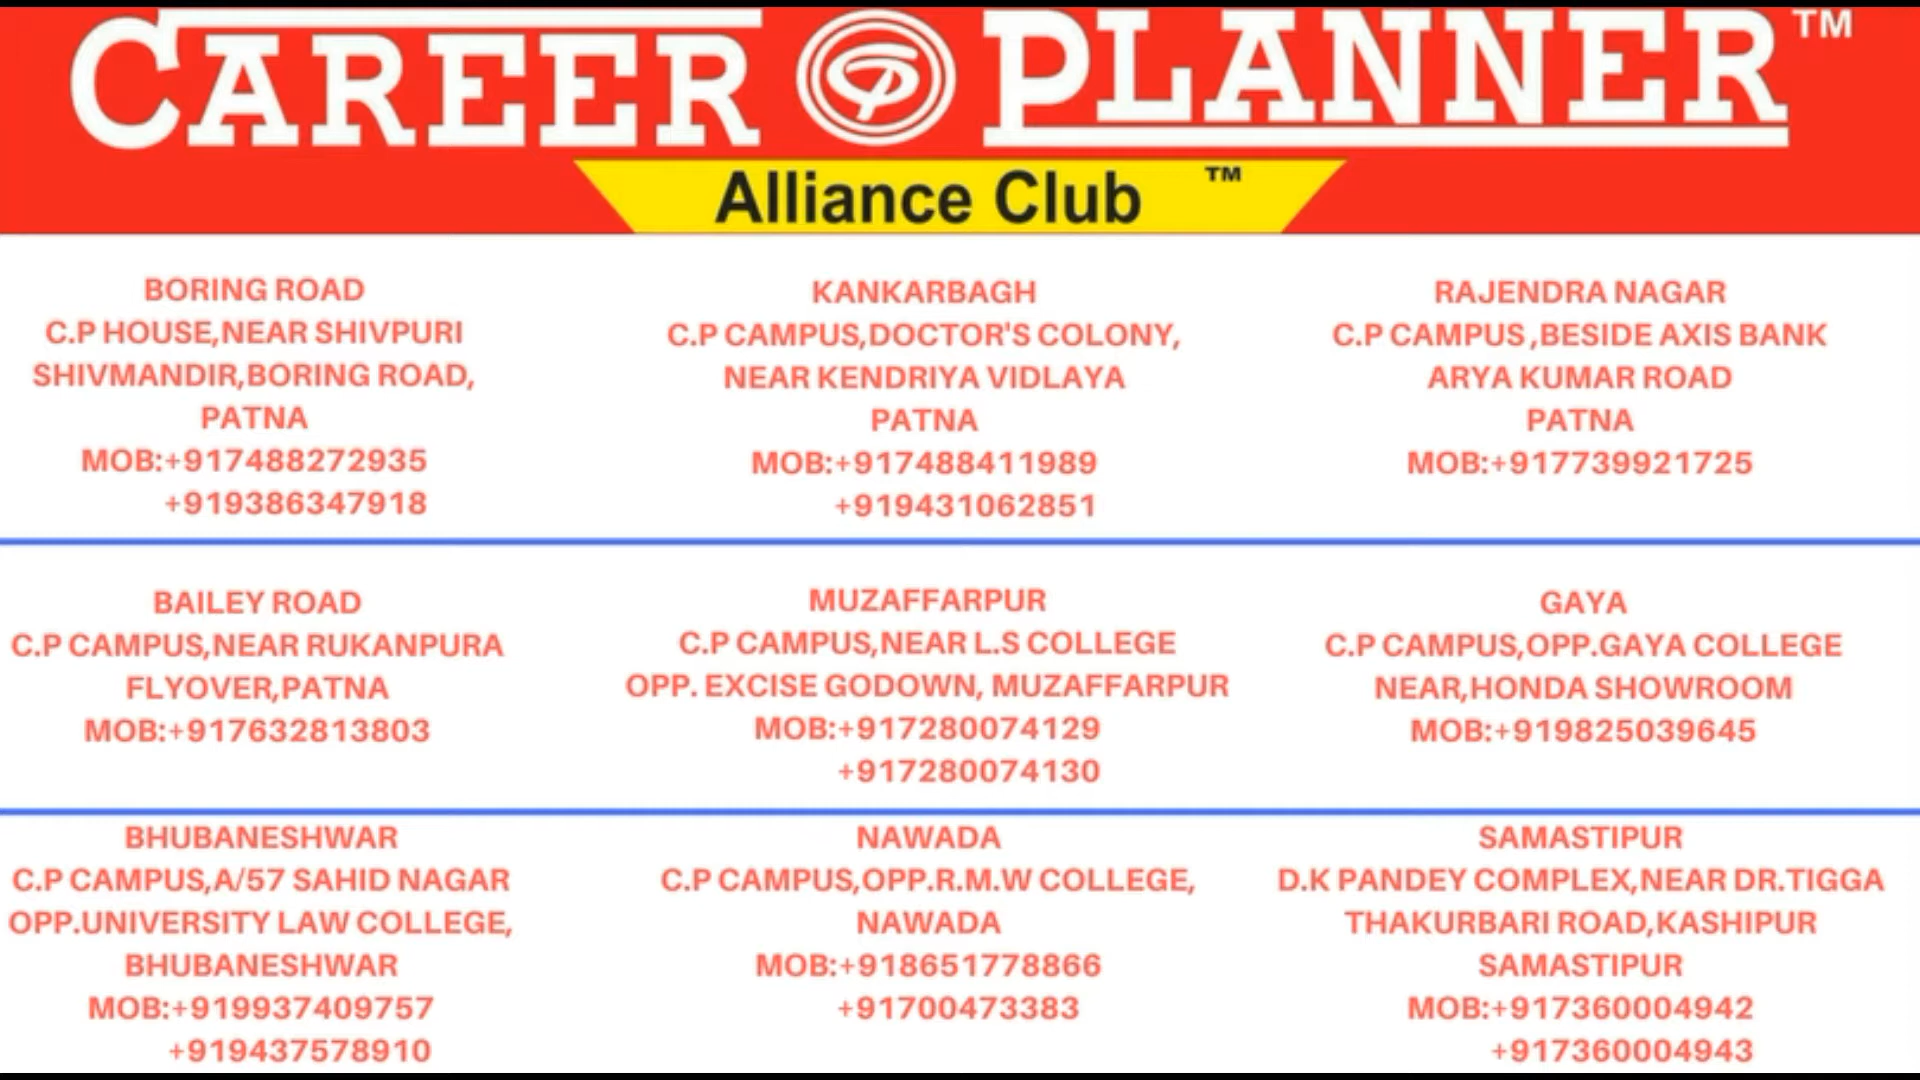 CAREER PLANNER™
Alliance Club ™
BORING ROAD
C.P HOUSE,NEAR SHIVPURI
SHIVMANDIR,BORING ROAD,
PATNA
MOB:+917488272935
+919386347918
KANKARBAGH
C.P CAMPUS,DOCTOR'S COLONY,
NEAR KENDRIYA VIDLAYA
PATNA
MOB:+917488411989
+919431062851
RAJENDRA NAGAR
C.P CAMPUS ,BESIDE AXIS BANK
ARYA KUMAR ROAD
PATNA
MOB:+917739921725
BAILEY ROAD
C.P CAMPUS,NEAR RUKANPURA
FLYOVER,PATNA
MOB:+917632813803
MUZAFFARPUR
C.P CAMPUS,NEAR L.S COLLEGE
OPP. EXCISE GODOWN, MUZAFFARPUR
MOB:+917280074129
+917280074130
GAYA
C.P CAMPUS,OPP.GAYA COLLEGE
NEAR,HONDA SHOWROOM
MOB:+919825039645
BHUBANESHWAR
C.P CAMPUS,A/57 SAHID NAGAR
OPP.UNIVERSITY LAW COLLEGE,
BHUBANESHWAR
MOB:+919937409757
+919437578910
NAWADA
C.P CAMPUS,OPP.R.M.W COLLEGE,
NAWADA
MOB:+918651778866
+91700473383
SAMASTIPUR
D.K PANDEY COMPLEX,NEAR DR.TIGGA
THAKURBARI ROAD,KASHIPUR
SAMASTIPUR
MOB:+917360004942
+917360004943